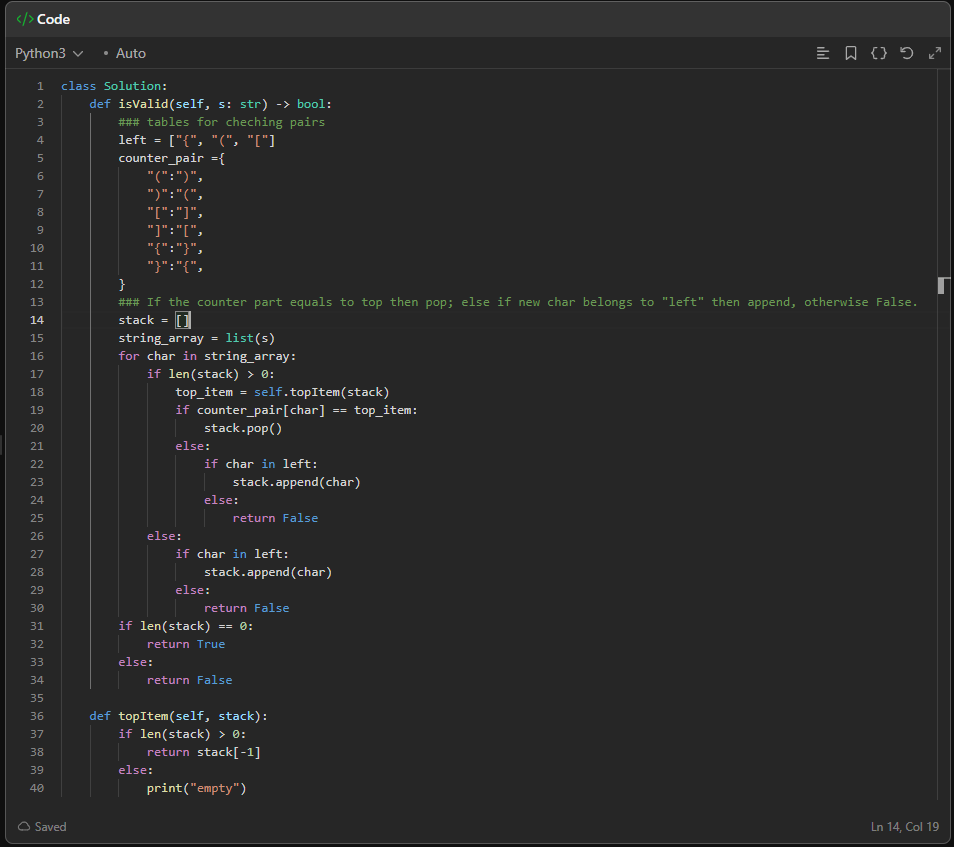 </> Code
Python3 • Auto
1 class Solution:
2     def isValid(self, s: str) -> bool:
3         ### tables for cheching pairs
4         left = ["{", "(", "["]
5         counter_pair ={
6             "(":")",
7             ")":"(",
8             "[":"]",
9             "]":"[",
10             "{":"}",
11             "}":"{",
12         }
13         ### If the counter part equals to top then pop; else if new char belongs to "left" then append, otherwise False.
14         stack = []
15         string_array = list(s)
16         for char in string_array:
17             if len(stack) > 0:
18                 top_item = self.topItem(stack)
19                 if counter_pair[char] == top_item:
20                     stack.pop()
21                 else:
22                     if char in left:
23                         stack.append(char)
24                     else:
25                         return False
26             else:
27                 if char in left:
28                     stack.append(char)
29                 else:
30                     return False
31         if len(stack) == 0:
32             return True
33         else:
34             return False
35
36     def topItem(self, stack):
37         if len(stack) > 0:
38             return stack[-1]
39         else:
40             print("empty")
Saved Ln 14, Col 19